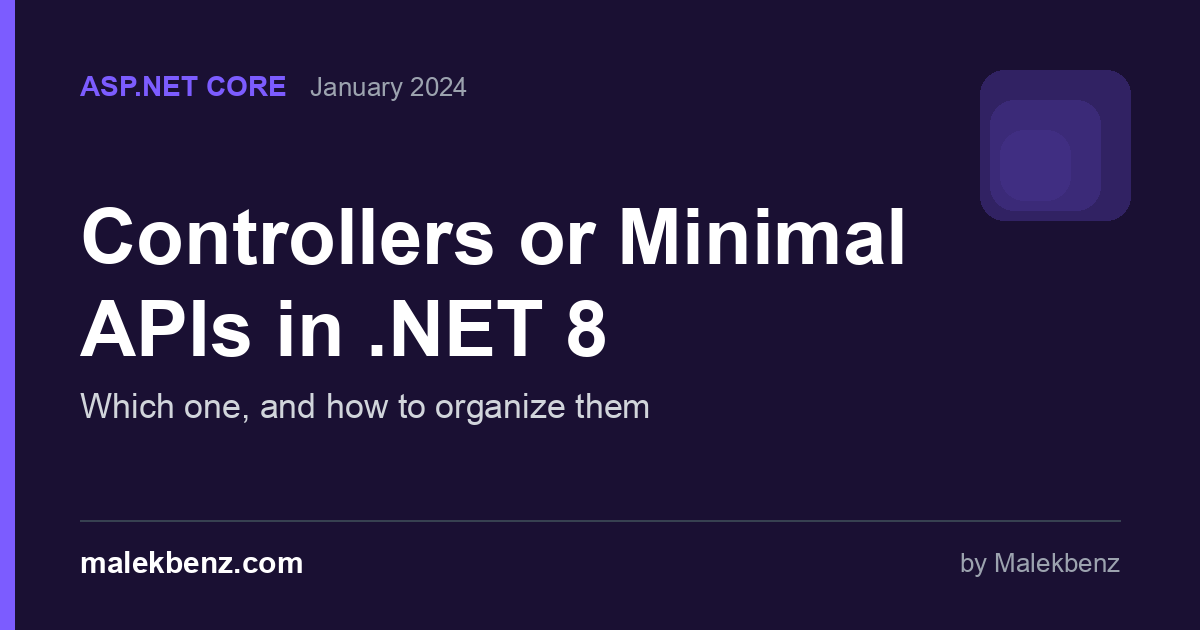 ASP.NET CORE January 2024
Controllers or Minimal
APIs in .NET 8
Which one, and how to organize them
malekbenz.com
by Malekbenz